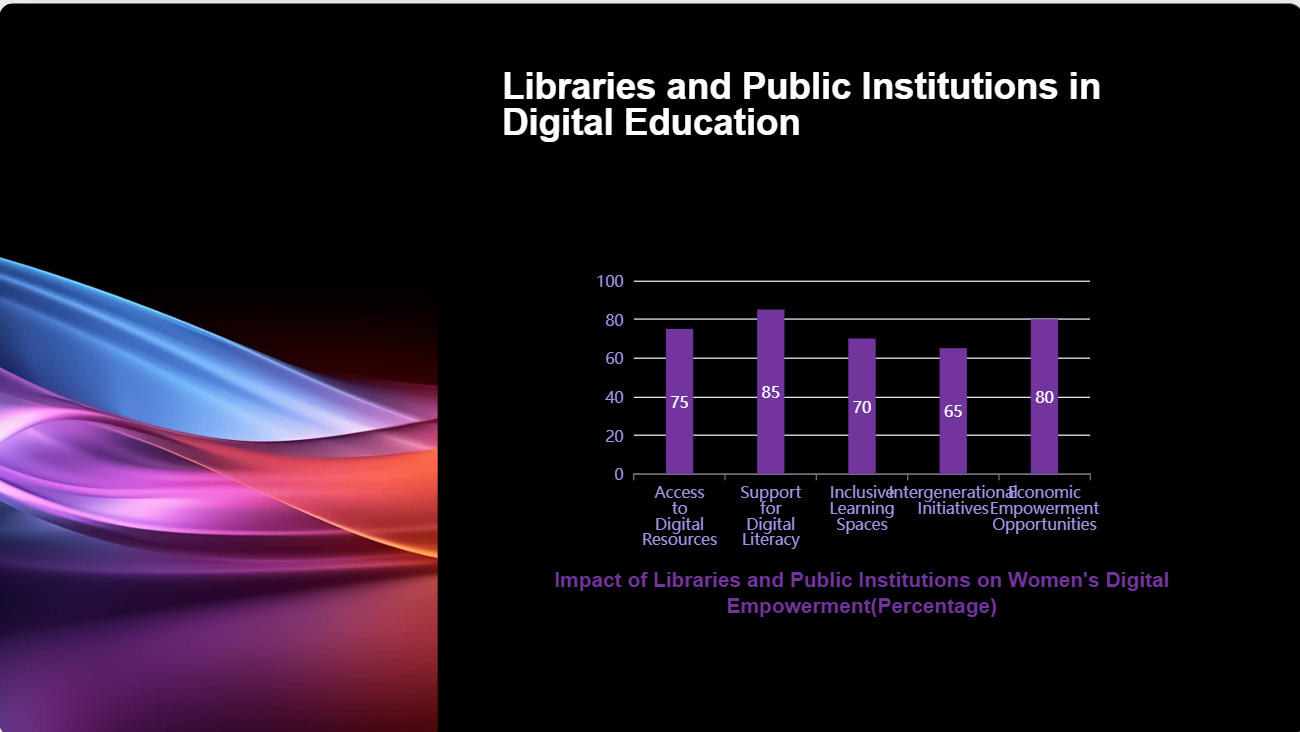 Libraries and Public Institutions in
Digital Education
100
80
60
40
20
0
75
85
70
65
80
Access
to
Digital
Resources
Support
for
Digital
Literacy
Inclusive
Learning
Spaces
Intergenerational
Initiatives
Economic
Empowerment
Opportunities
Impact of Libraries and Public Institutions on Women's Digital
Empowerment(Percentage)